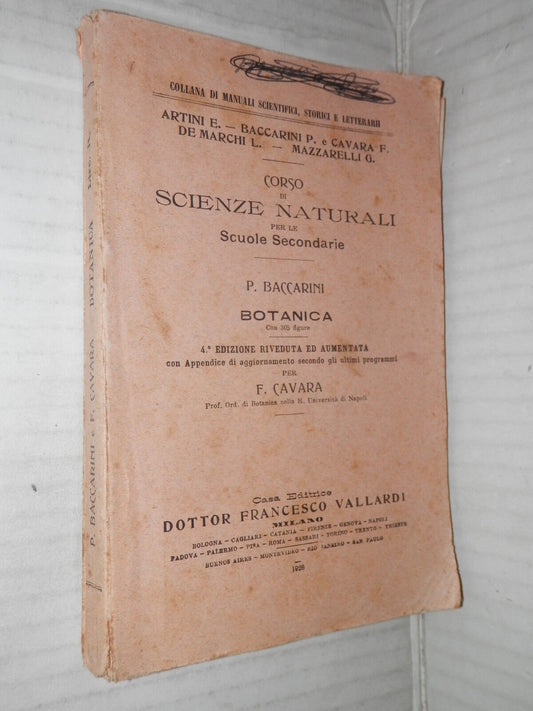 COLLANA DI MANUALI SCIENTIFICI, STORICI E LETTERARII
ARTINI E. — BACCARINI P. e CAVARA F.
DE MARCHI L. — MAZZARELLI G.
CORSO
DI
SCIENZE NATURALI
PER LE
Scuole Secondarie
P. BACCARINI
BOTANICA
Con 305 figure
4.ª EDIZIONE RIVEDUTA ED AUMENTATA
con Appendice di aggiornamento secondo gli ultimi programmi
PER
F. CAVARA
Prof. Ord. di Botanica nella R. Università di Napoli
Casa Editrice
DOTTOR FRANCESCO VALLARDI
MILANO
BOLOGNA – CAGLIARI – CATANIA – FIRENZE – GENOVA – NAPOLI
PADOVA – PALERMO – PISA – ROMA – SASSARI – TORINO – TRENTO – TRIESTE
BUENOS AIRES – MONTEVIDEO – RIO JANEIRO – SAN PAULO
1926
P. BACCARINI e F. CAVARA BOTANICA